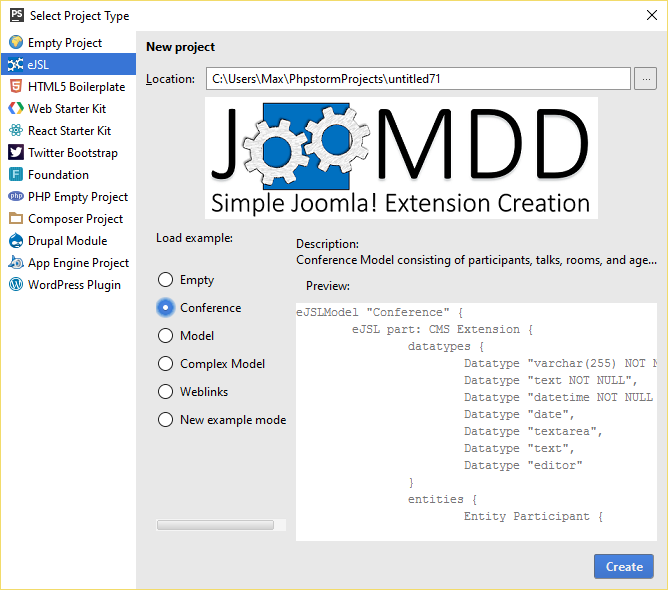 PS Select Project Type
Empty Project
eJSL
HTML5 Boilerplate
Web Starter Kit
React Starter Kit
Twitter Bootstrap
Foundation
PHP Empty Project
Composer Project
Drupal Module
App Engine Project
WordPress Plugin
New project
Location: C:\Users\Max\PhpstormProjects\untitled71 ...
JOOMDD
Simple Joomla! Extension Creation
Load example:
Empty
Conference
Model
Complex Model
Weblinks
New example mode
Description:
Conference Model consisting of participants, talks, rooms, and age...
Preview:
eJSLModel "Conference" {
eJSL part: CMS Extension {
datatypes {
Datatype "varchar(255) NOT N
Datatype "text NOT NULL",
Datatype "datetime NOT NULL
Datatype "date",
Datatype "textarea",
Datatype "text",
Datatype "editor"
}
entities {
Entity Participant {
Create